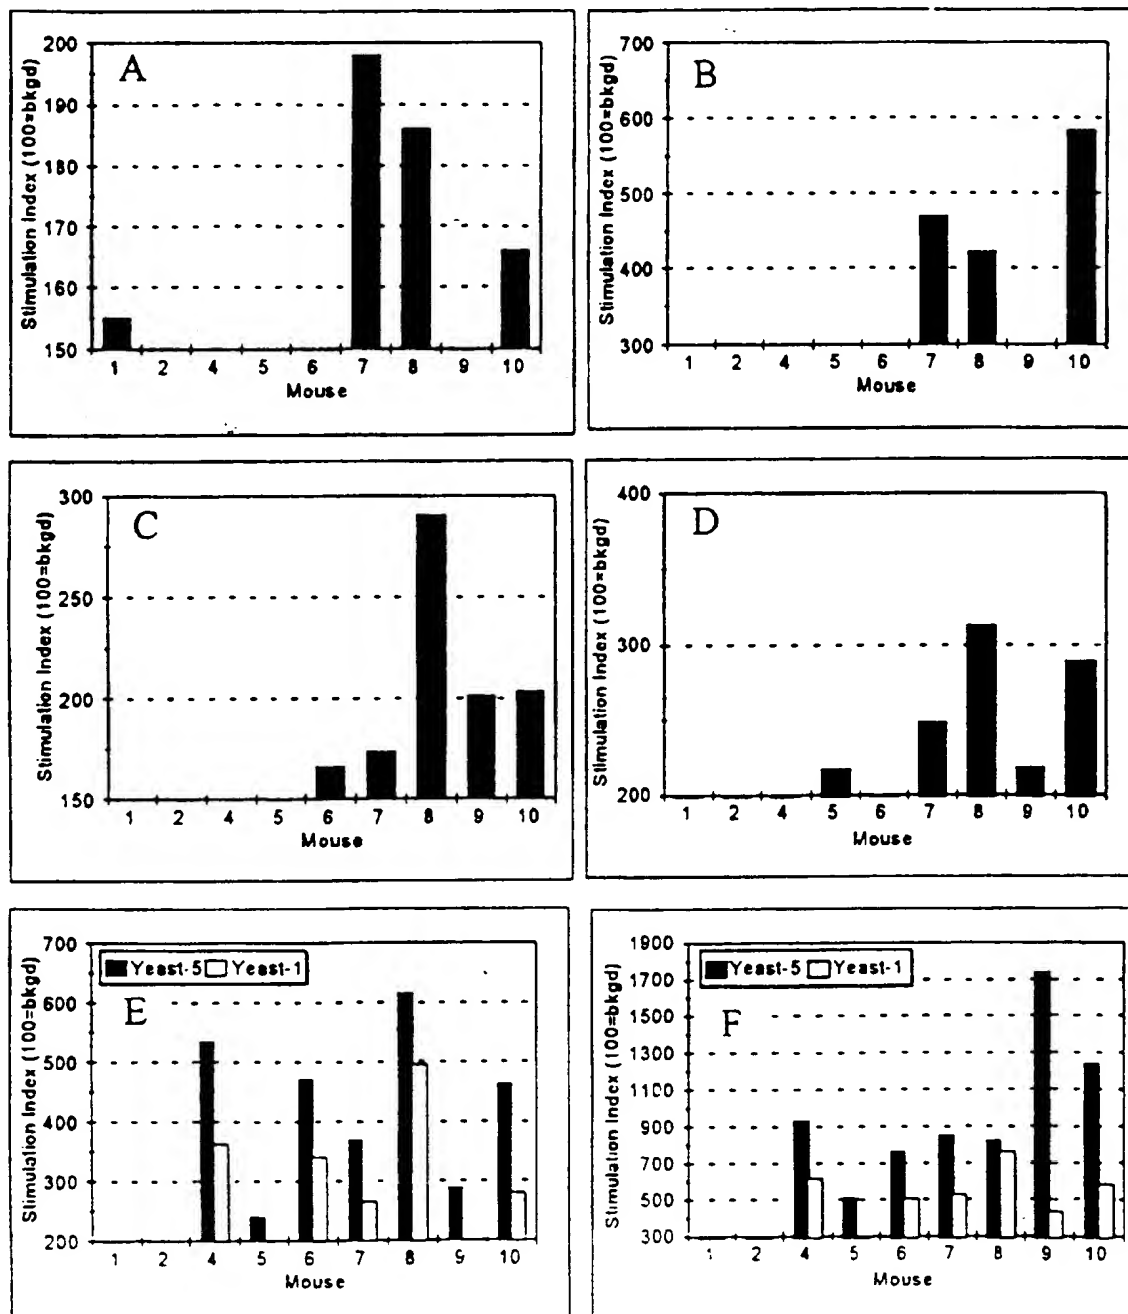 A
Stimulation Index (100=bkgd)
200
190
180
170
160
150
1 2 4 5 6 7 8 9 10
Mouse
B
Stimulation Index (100=bkgd)
700
600
500
400
300
1 2 4 5 6 7 8 9 10
Mouse
C
Stimulation Index (100=bkgd)
300
250
200
150
1 2 4 5 6 7 8 9 10
Mouse
D
Stimulation Index (100=bkgd)
400
300
200
1 2 4 5 6 7 8 9 10
Mouse
Yeast-5 Yeast-1
E
Stimulation Index (100=bkgd)
700
600
500
400
300
200
1 2 4 5 6 7 8 9 10
Mouse
Yeast-5 Yeast-1
F
Stimulation Index (100=bkgd)
1900
1700
1500
1300
1100
900
700
500
300
1 2 4 5 6 7 8 9 10
Mouse